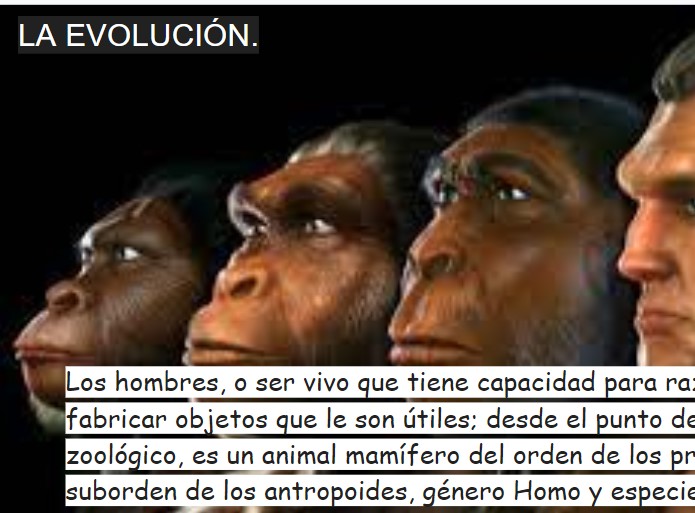 LA EVOLUCIÓN.
Los hombres, o ser vivo que tiene capacidad para
fabricar objetos que le son útiles; desde el punto de
zoológico, es un animal mamífero del orden de los
suborden de los antropoides, género Homo y especie